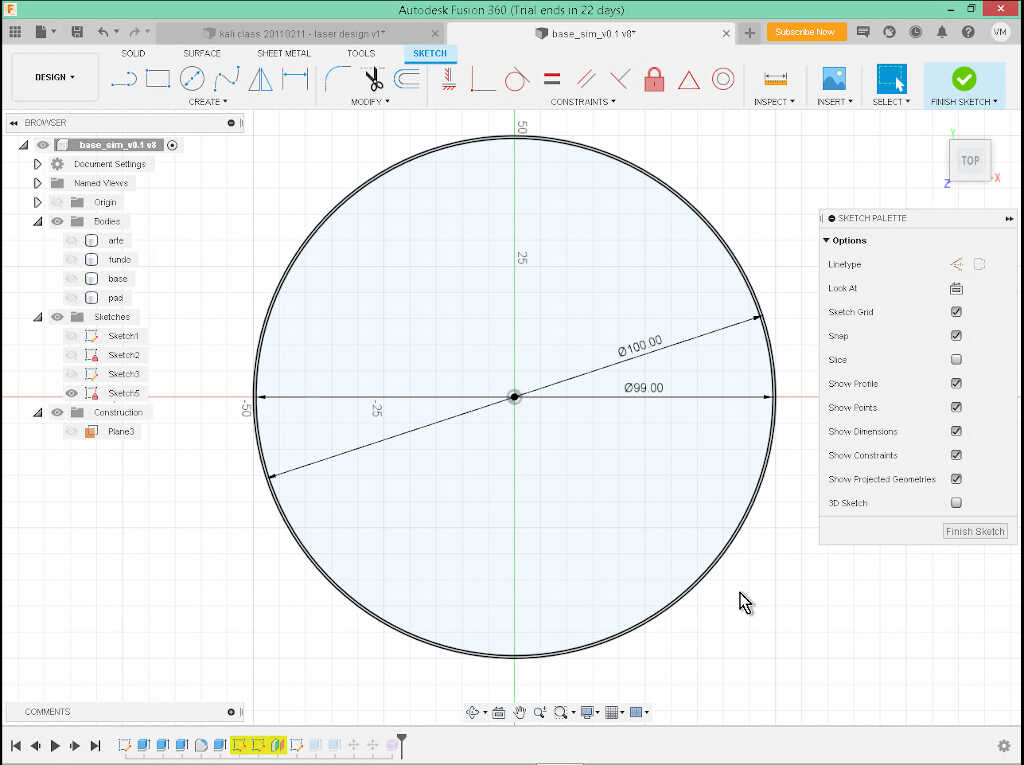 Autodesk Fusion 360 (Trial ends in 22 days)
kali class 20110211 - laser design v1*
base_sim_v0.1 v8*
Subscribe Now
VM
SOLID SURFACE SHEET METAL TOOLS SKETCH
DESIGN
CREATE MODIFY CONSTRAINTS INSPECT INSERT SELECT FINISH SKETCH
BROWSER
base_sim_v0.1 v8
Document Settings
Named Views
Origin
Bodies
arte
fundo
base
pad
Sketches
Sketch1
Sketch2
Sketch3
Sketch5
Construction
Plane3
50
25
-50
-25
Ø100.00
Ø99.00
Y
TOP
X
Z
SKETCH PALETTE
Options
Linetype
Look At
Sketch Grid
Snap
Slice
Show Profile
Show Points
Show Dimensions
Show Constraints
Show Projected Geometries
3D Sketch
Finish Sketch
COMMENTS